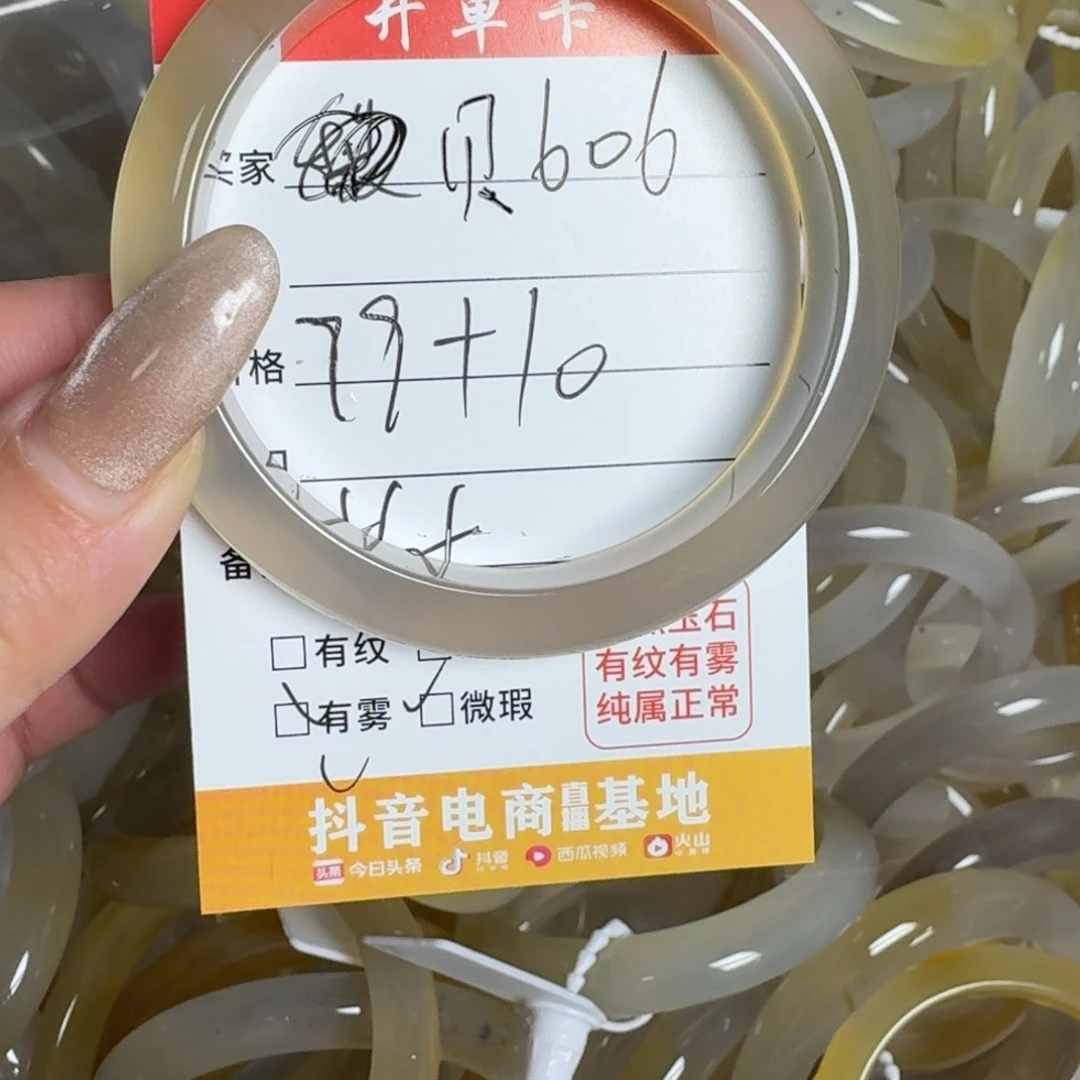 开单卡
家 贝606
格 79+10
备
有纹
有雾 微瑕
玉石
有纹有雾
纯属正常
抖音电商直播基地
头条 今日头条 抖音 西瓜视频 火山